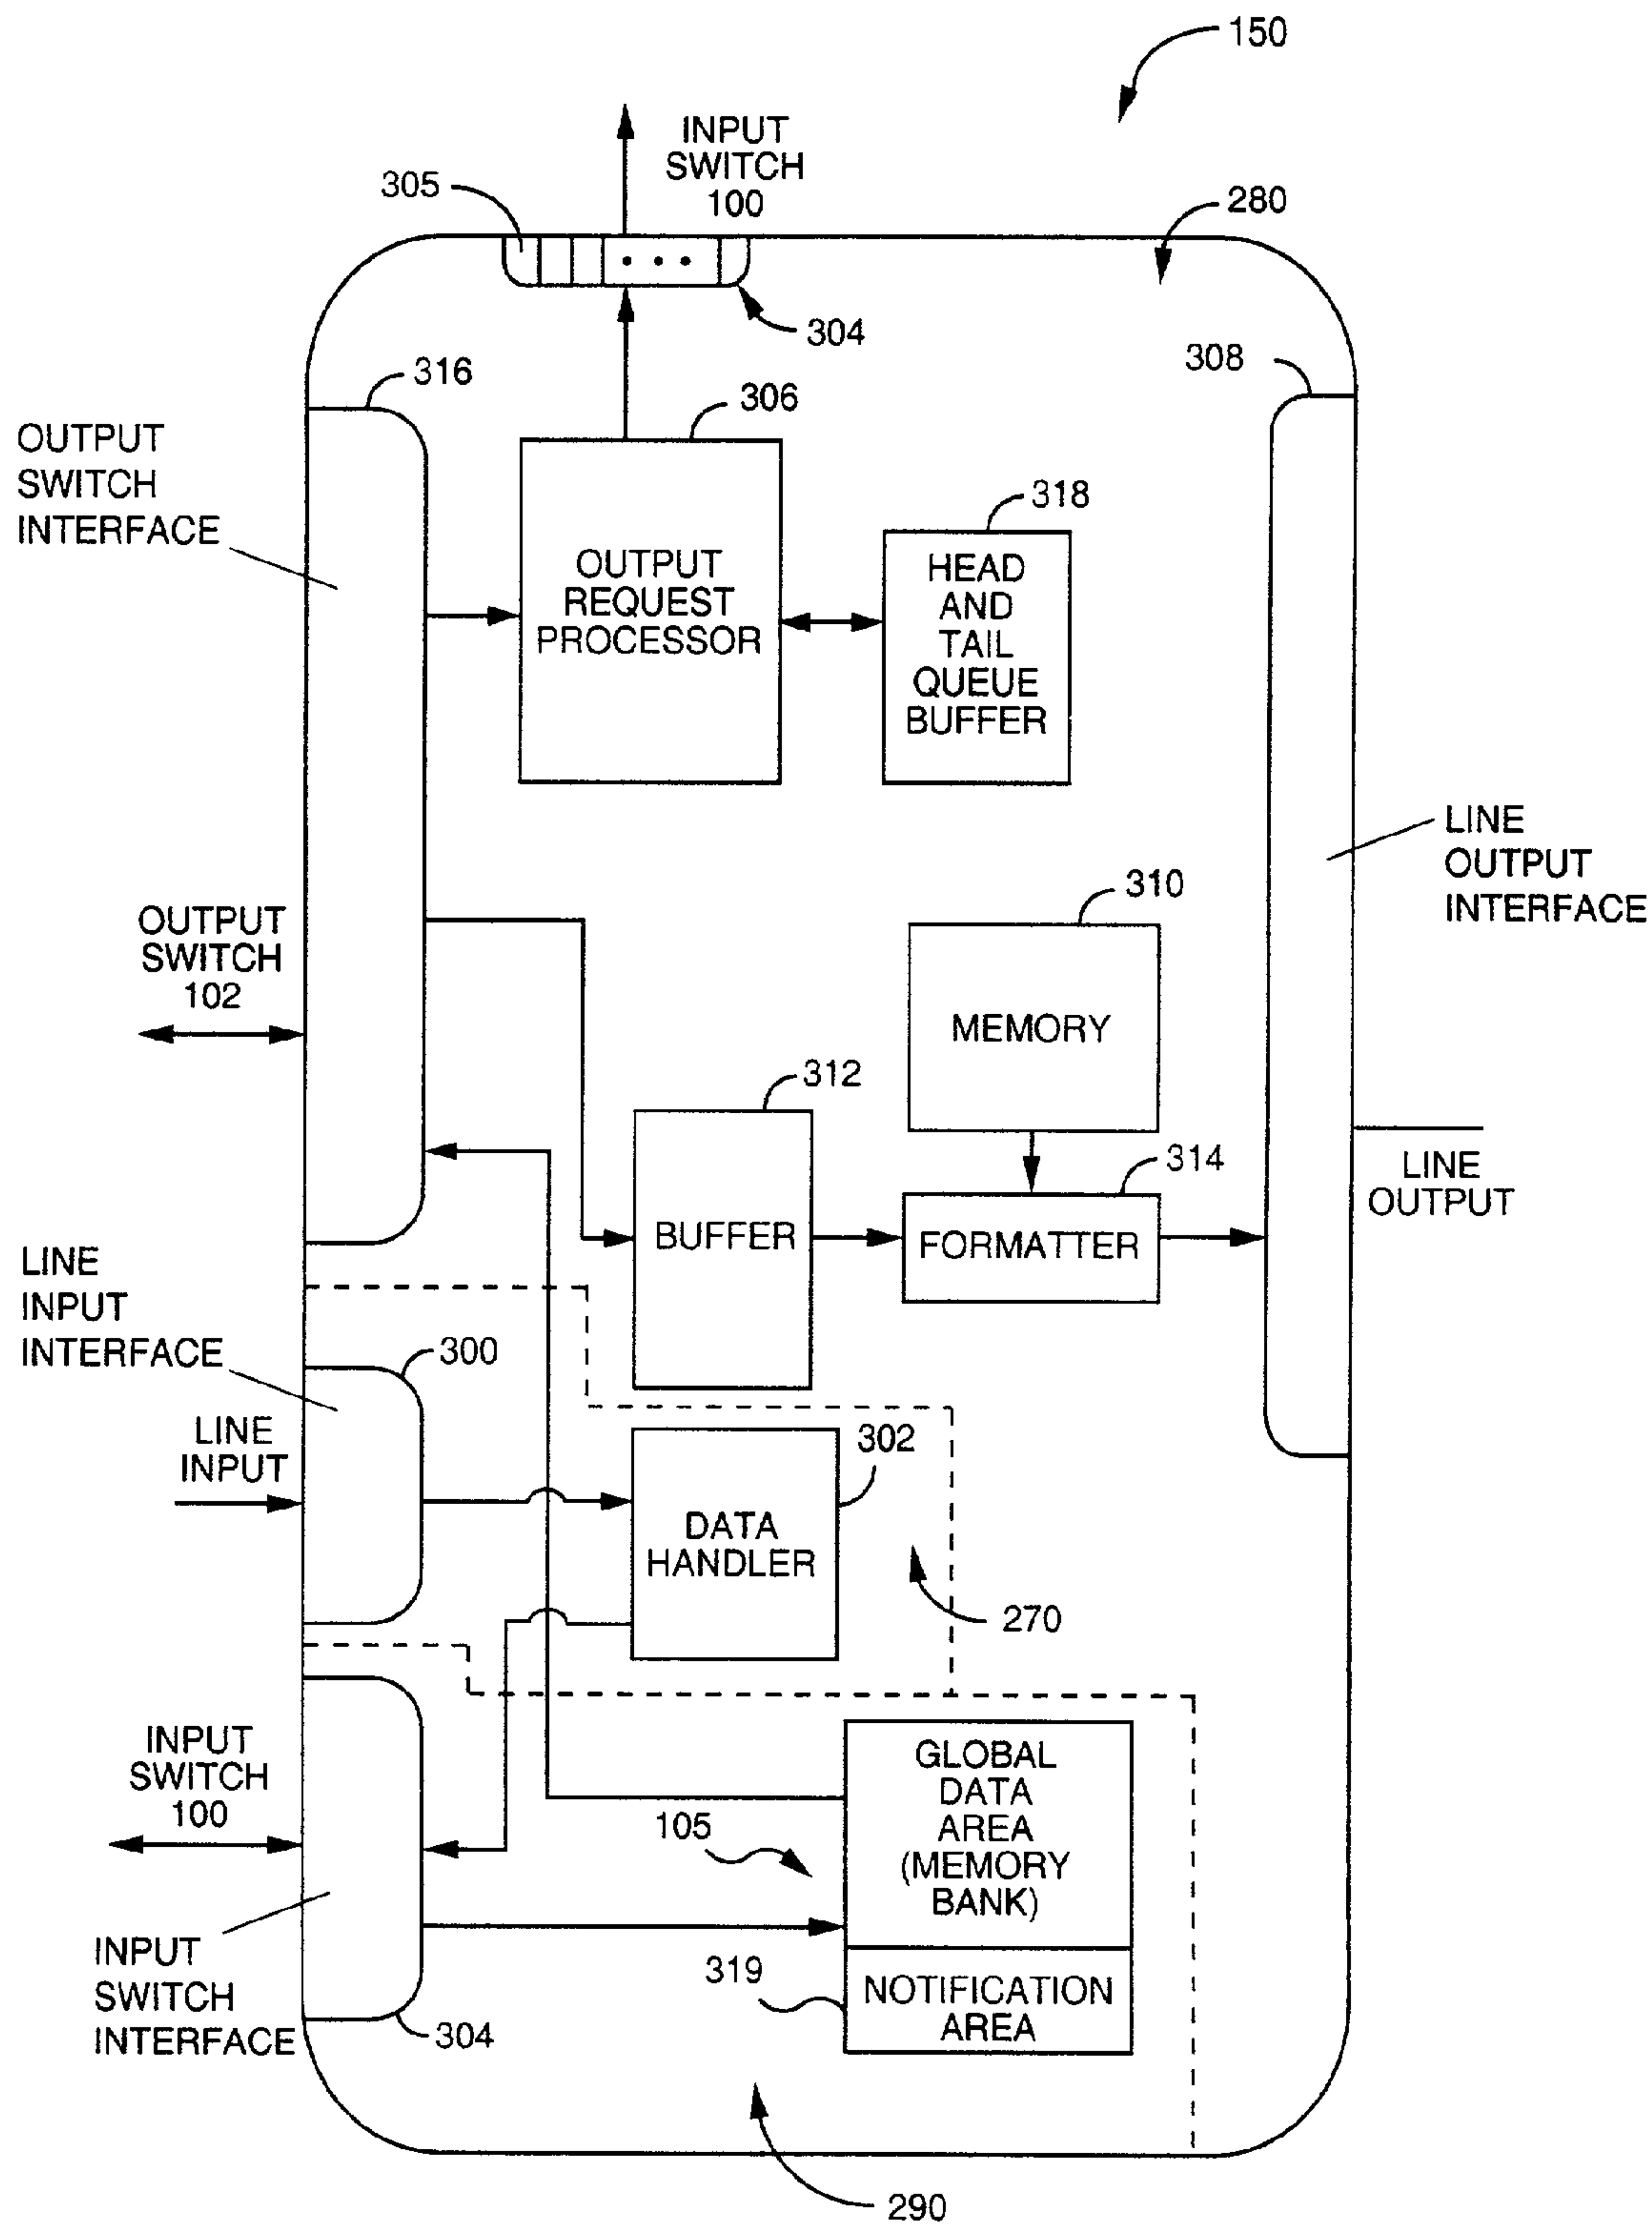 150
INPUT
SWITCH
100
305
280
304
316
308
306
OUTPUT
SWITCH
INTERFACE
318
OUTPUT
REQUEST
PROCESSOR
HEAD
AND
TAIL
QUEUE
BUFFER
LINE
OUTPUT
INTERFACE
310
OUTPUT
SWITCH
102
MEMORY
312
314
LINE
OUTPUT
BUFFER
FORMATTER
LINE
INPUT
INTERFACE
300
LINE
INPUT
302
DATA
HANDLER
270
INPUT
SWITCH
100
GLOBAL
DATA
AREA
(MEMORY
BANK)
105
INPUT
SWITCH
INTERFACE
304
319
NOTIFICATION
AREA
290